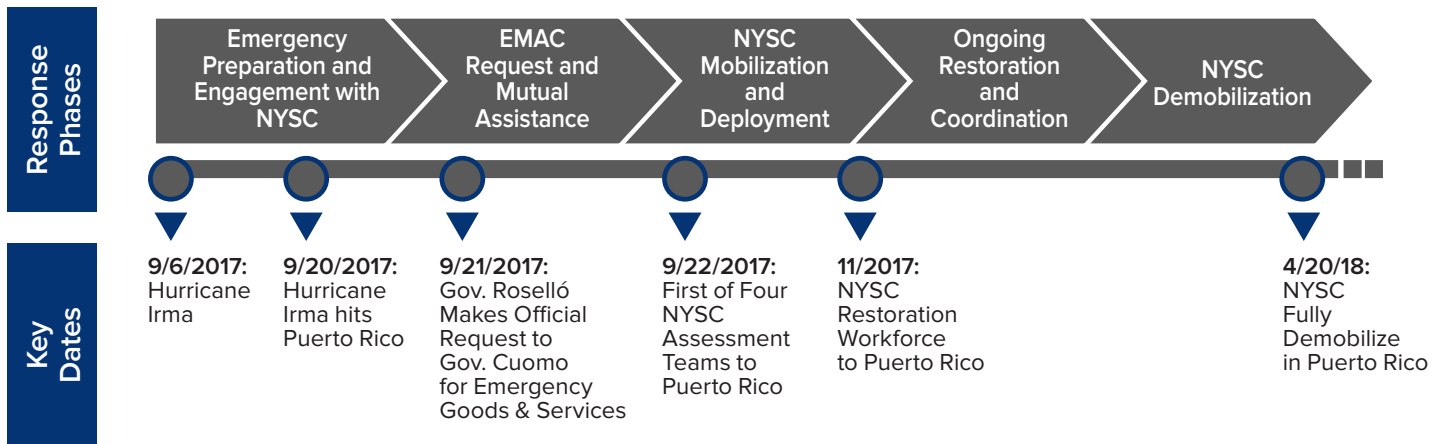 Response
Phases
Emergency
Preparation and
Engagement with
NYSC
EMAC
Request and
Mutual
Assistance
NYSC
Mobilization
and
Deployment
Ongoing
Restoration
and
Coordination
NYSC
Demobilization
Key
Dates
9/6/2017:
Hurricane
Irma
9/20/2017:
Hurricane
Irma hits
Puerto Rico
9/21/2017:
Gov. Roselló
Makes Official
Request to
Gov. Cuomo
for Emergency
Goods & Services
9/22/2017:
First of Four
NYSC
Assessment
Teams to
Puerto Rico
11/2017:
NYSC
Restoration
Workforce
to Puerto Rico
4/20/18:
NYSC
Fully
Demobilize
in Puerto Rico